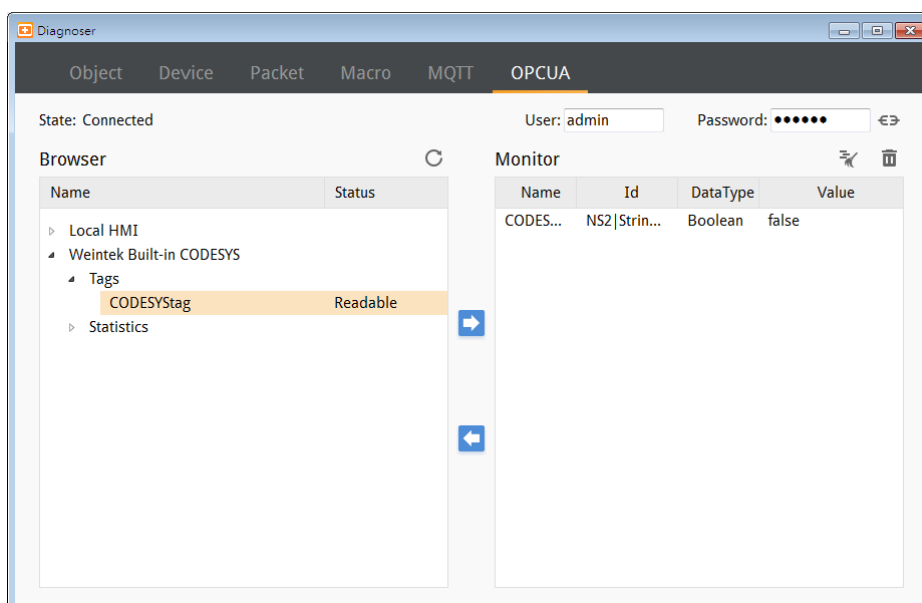 Diagnoser
Object Device Packet Macro MQTT OPCUA
State: Connected
User: admin Password: ••••••
Browser
Name Status
Local HMI
Weintek Built-in CODESYS
Tags
CODESYStag Readable
Statistics
Monitor
Name Id DataType Value
CODES... NS2|Strin... Boolean false